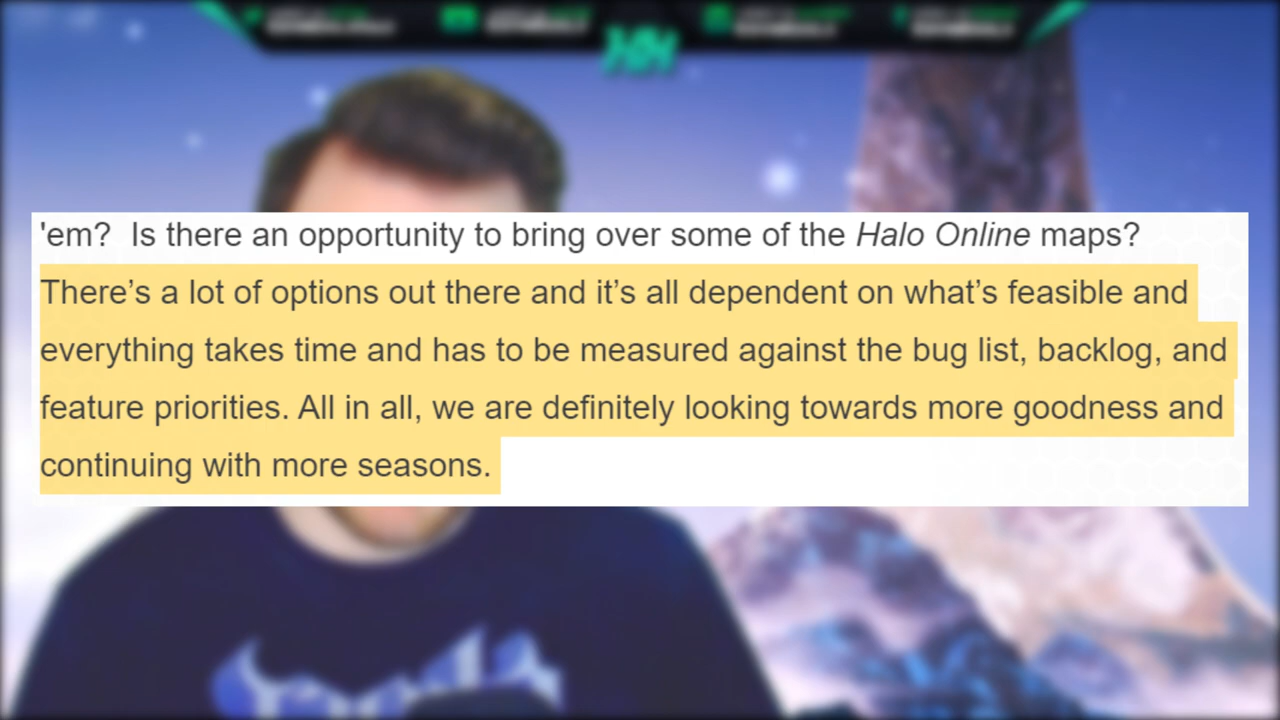 HH
'em?  Is there an opportunity to bring over some of the Halo Online maps?
There’s a lot of options out there and it’s all dependent on what’s feasible and
everything takes time and has to be measured against the bug list, backlog, and
feature priorities. All in all, we are definitely looking towards more goodness and
continuing with more seasons.